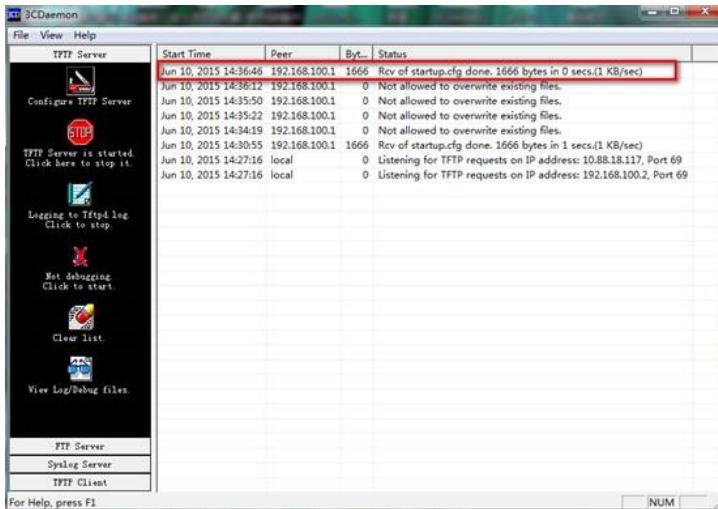 3CDaemon
File View Help
TFTP Server
Configure TFTP Server
STOP
TFTP Server is started.
Click here to stop it.
Logging to Tftpd.log.
Click to stop.
Not debugging.
Click to start.
Clear list.
View Log/Debug files.
FTP Server
Syslog Server
TFTP Client
Start Time Peer Byt... Status
Jun 10, 2015 14:36:46 192.168.100.1 1666 Rcv of startup.cfg done. 1666 bytes in 0 secs.(1 KB/sec)
Jun 10, 2015 14:36:12 192.168.100.1 0 Not allowed to overwrite existing files.
Jun 10, 2015 14:35:50 192.168.100.1 0 Not allowed to overwrite existing files.
Jun 10, 2015 14:35:22 192.168.100.1 0 Not allowed to overwrite existing files.
Jun 10, 2015 14:34:19 192.168.100.1 0 Not allowed to overwrite existing files.
Jun 10, 2015 14:30:55 192.168.100.1 1666 Rcv of startup.cfg done. 1666 bytes in 1 secs.(1 KB/sec)
Jun 10, 2015 14:27:16 local 0 Listening for TFTP requests on IP address: 10.88.18.117, Port 69
Jun 10, 2015 14:27:16 local 0 Listening for TFTP requests on IP address: 192.168.100.2, Port 69
For Help, press F1
NUM